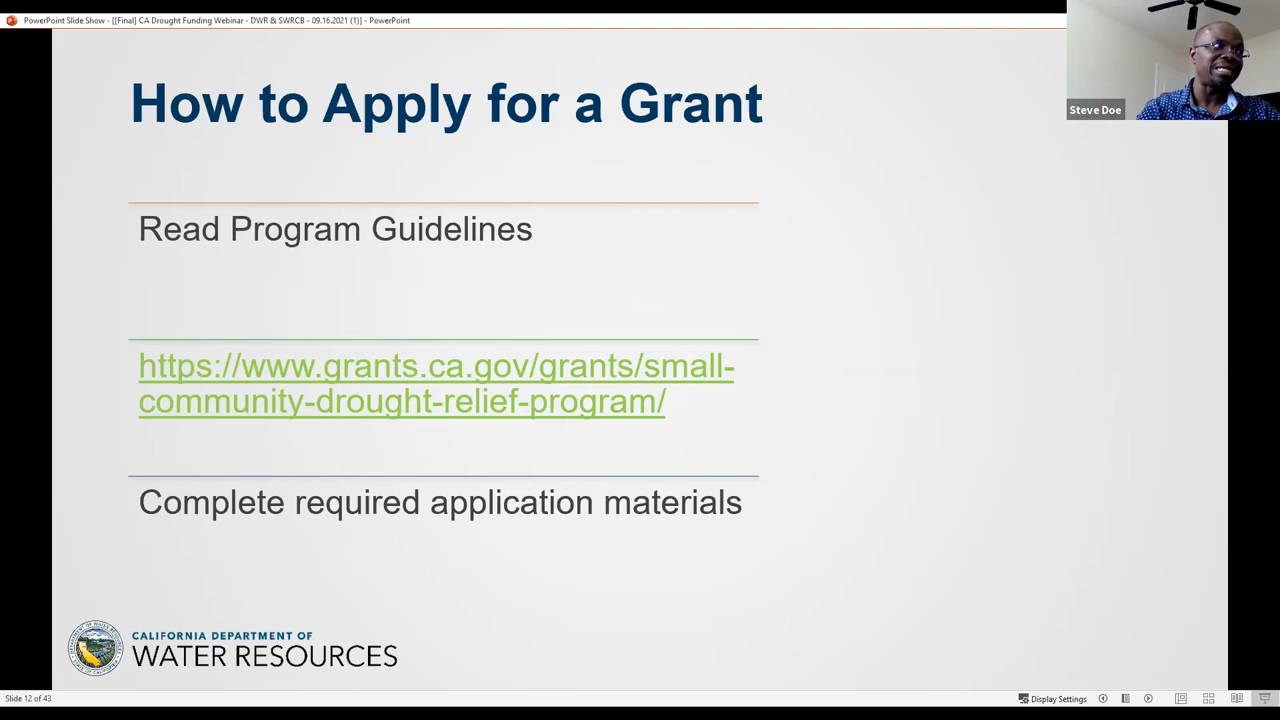 PowerPoint Slide Show - [[Final] CA Drought Funding Webinar - DWR & SWRCB - 09.16.2021 (1)] - PowerPoint
Steve Doe
How to Apply for a Grant
Read Program Guidelines
https://www.grants.ca.gov/grants/small-
community-drought-relief-program/
Complete required application materials
CALIFORNIA DEPARTMENT OF
WATER RESOURCES
Slide 12 of 43
Display Settings